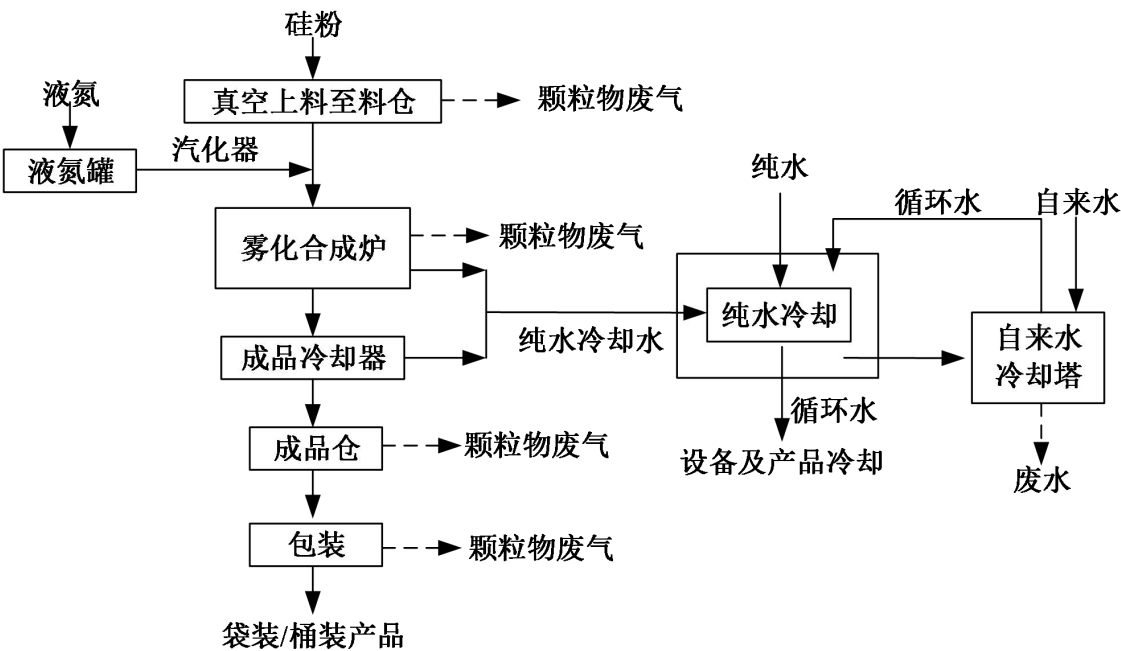 硅粉
液氮
真空上料至料仓
颗粒物废气
汽化器
液氮罐
纯水
循环水
自来水
雾化合成炉
颗粒物废气
纯水冷却
纯水冷却水
自来水
冷却塔
成品冷却器
循环水
成品仓
颗粒物废气
设备及产品冷却
废水
包装
颗粒物废气
袋装/桶装产品